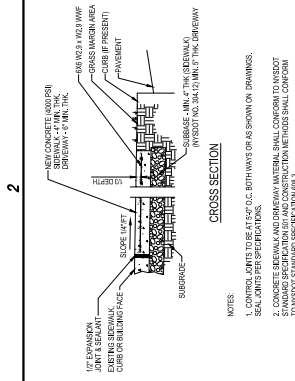 2
NEW CONCRETE (4000 PSI)
SIDEWALK - 4" MIN. THK.
DRIVEWAY - 6" MIN. THK.
6X6 W2.9 x W2.9 WWF
GRASS MARGIN AREA
CURB (IF PRESENT)
PAVEMENT
1/3 DEPTH
SLOPE 1/4"/FT
1/2" EXPANSION
JOINT & SEALANT
EXISTING SIDEWALK,
CURB OR BUILDING FACE
SUBGRADE
SUBBASE - MIN. 4" THK (SIDEWALK)
(NYSDOT NO. 304.12) MIN. 6" THK. DRIVEWAY
CROSS SECTION
NOTES:
1. CONTROL JOINTS TO BE AT 5'-0" O.C. BOTH WAYS OR AS SHOWN ON DRAWINGS.
SEAL JOINTS PER SPECIFICATIONS.
2. CONCRETE SIDEWALK AND DRIVEWAY MATERIAL SHALL CONFORM TO NYSDOT
STANDARD SPECIFICATION 501 AND CONSTRUCTION METHODS SHALL CONFORM
TO NYSDOT STANDARD SPECIFICATION